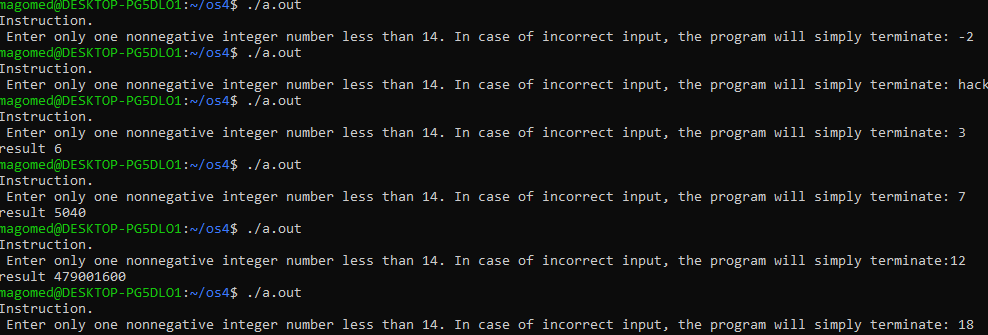 magomed@DESKTOP-PG5DLO1:~/os4$ ./a.out
Instruction.
 Enter only one nonnegative integer number less than 14. In case of incorrect input, the program will simply terminate: -2
magomed@DESKTOP-PG5DLO1:~/os4$ ./a.out
Instruction.
 Enter only one nonnegative integer number less than 14. In case of incorrect input, the program will simply terminate: hack
magomed@DESKTOP-PG5DLO1:~/os4$ ./a.out
Instruction.
 Enter only one nonnegative integer number less than 14. In case of incorrect input, the program will simply terminate: 3
result 6
magomed@DESKTOP-PG5DLO1:~/os4$ ./a.out
Instruction.
 Enter only one nonnegative integer number less than 14. In case of incorrect input, the program will simply terminate: 7
result 5040
magomed@DESKTOP-PG5DLO1:~/os4$ ./a.out
Instruction.
 Enter only one nonnegative integer number less than 14. In case of incorrect input, the program will simply terminate:12
result 479001600
magomed@DESKTOP-PG5DLO1:~/os4$ ./a.out
Instruction.
 Enter only one nonnegative integer number less than 14. In case of incorrect input, the program will simply terminate: 18